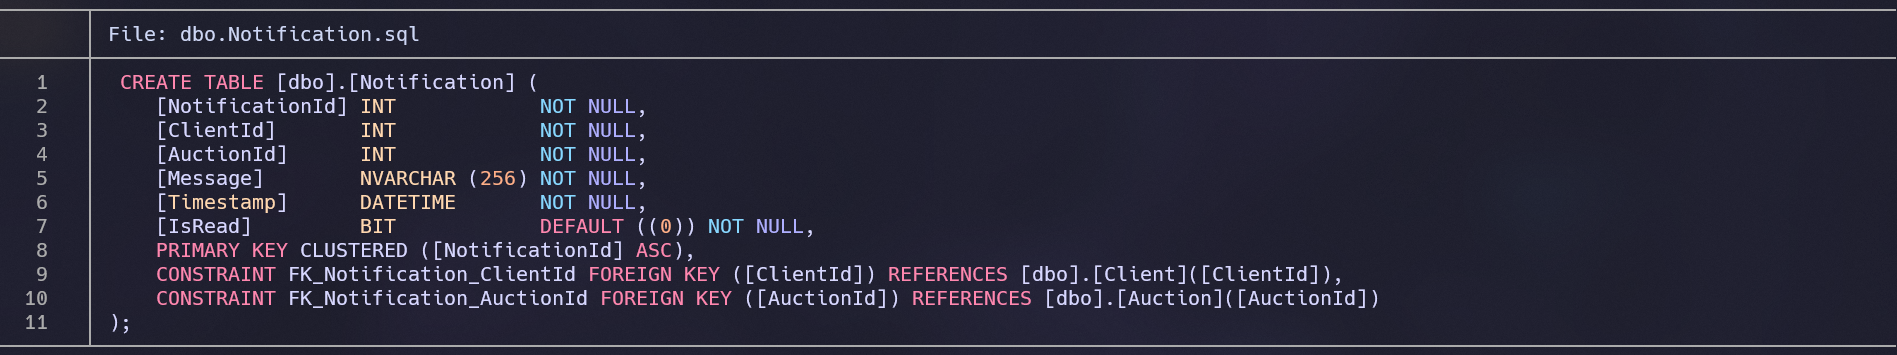 File: dbo.Notification.sql
1 CREATE TABLE [dbo].[Notification] (
2 [NotificationId] INT NOT NULL,
3 [ClientId] INT NOT NULL,
4 [AuctionId] INT NOT NULL,
5 [Message] NVARCHAR (256) NOT NULL,
6 [Timestamp] DATETIME NOT NULL,
7 [IsRead] BIT DEFAULT ((0)) NOT NULL,
8 PRIMARY KEY CLUSTERED ([NotificationId] ASC),
9 CONSTRAINT FK_Notification_ClientId FOREIGN KEY ([ClientId]) REFERENCES [dbo].[Client]([ClientId]),
10 CONSTRAINT FK_Notification_AuctionId FOREIGN KEY ([AuctionId]) REFERENCES [dbo].[Auction]([AuctionId])
11 );